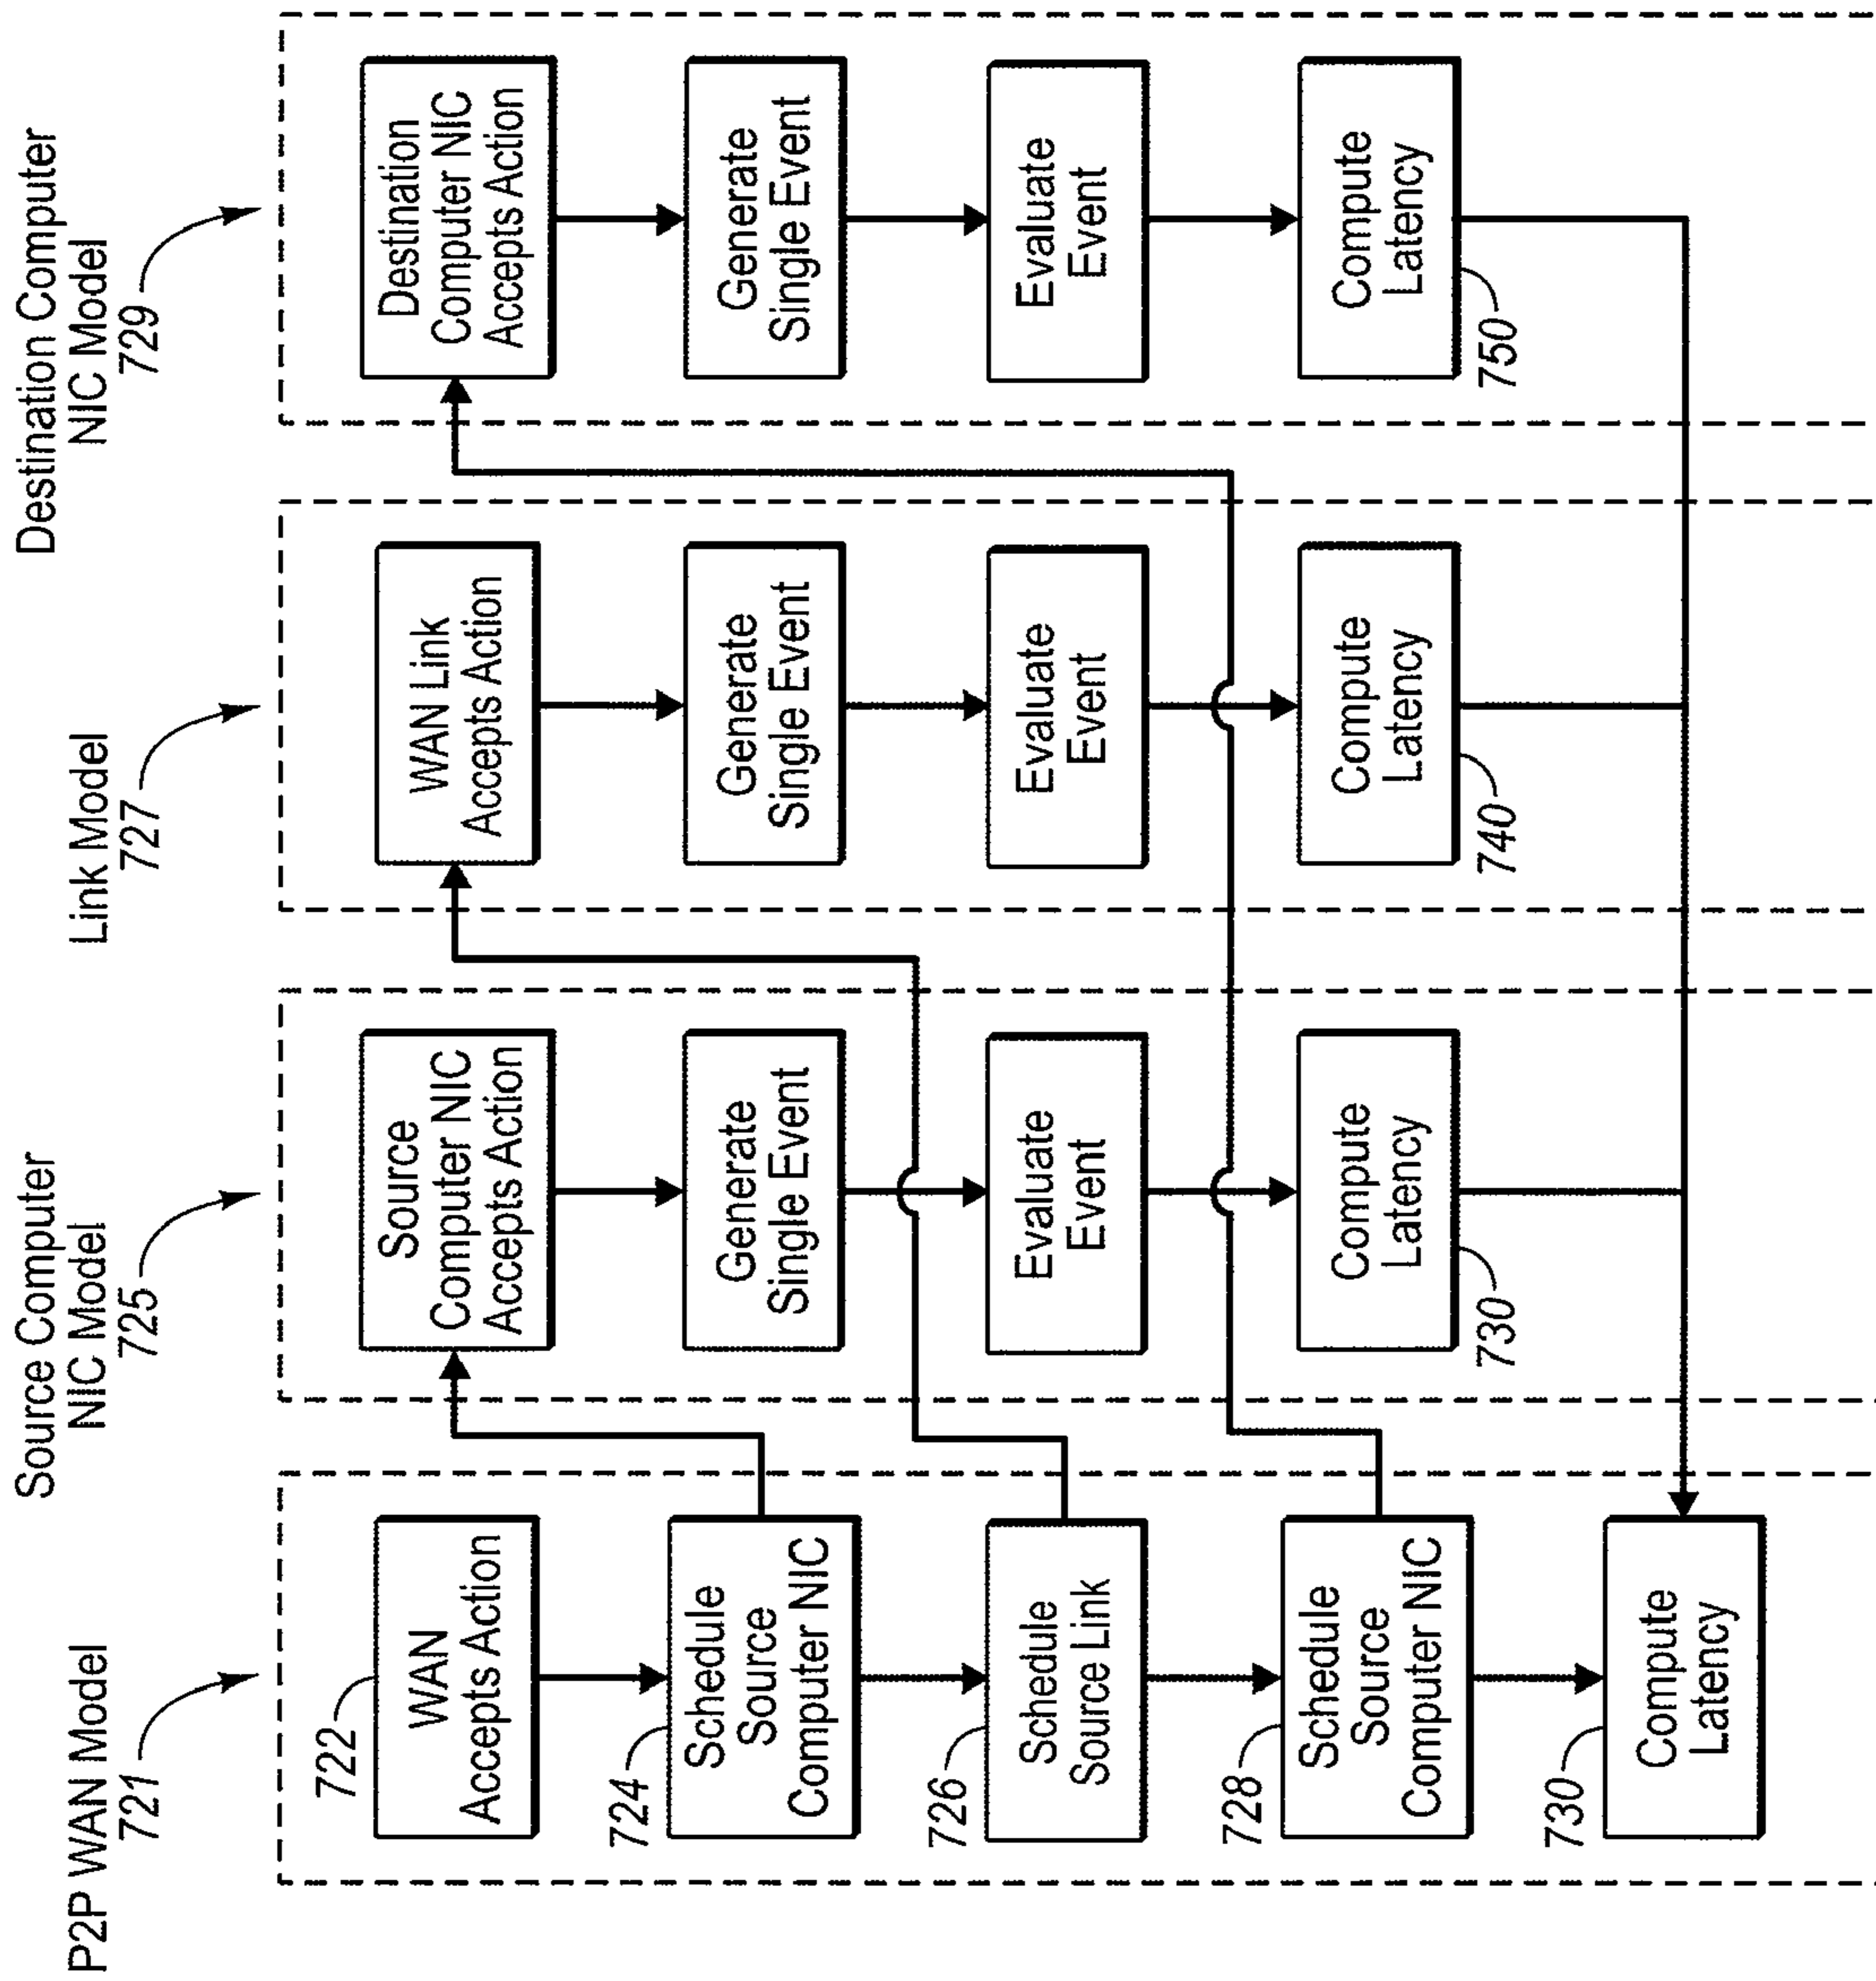 P2P WAN Model
721
722
WAN
Accepts Action
724
Schedule
Source
Computer NIC
726
Schedule
Source Link
728
Schedule
Source
Computer NIC
730
Compute
Latency
Source Computer
NIC Model
725
Source
Computer NIC
Accepts Action
Generate
Single Event
Evaluate
Event
Compute
Latency
730
Link Model
727
WAN Link
Accepts Action
Generate
Single Event
Evaluate
Event
Compute
Latency
740
Destination Computer
NIC Model
729
Destination
Computer NIC
Accepts Action
Generate
Single Event
Evaluate
Event
Compute
Latency
750